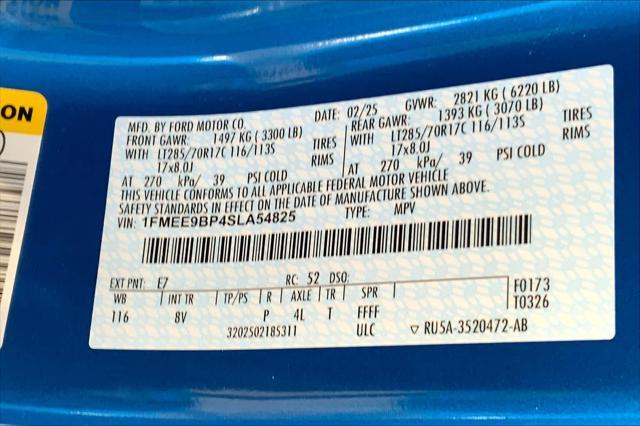 ON
MFD. BY FORD MOTOR CO. DATE: 02/25 GVWR: 2821 KG ( 6220 LB)
FRONT GAWR: 1497 KG ( 3300 LB) REAR GAWR: 1393 KG ( 3070 LB)
WITH LT285/70R17C 116/113S TIRES WITH LT285/70R17C 116/113S TIRES
17x8.0J RIMS 17x8.0J RIMS
AT 270 kPa/ 39 PSI COLD AT 270 kPa/ 39 PSI COLD
THIS VEHICLE CONFORMS TO ALL APPLICABLE FEDERAL MOTOR VEHICLE
SAFETY STANDARDS IN EFFECT ON THE DATE OF MANUFACTURE SHOWN ABOVE.
VIN: 1FMEE9BP4SLA54825 TYPE: MPV
EXT PNT: E7 RC: 52 DSO: F0173
WB INT TR TP/PS R AXLE TR SPR T0326
116 8V P 4L T FFFF
3202502185311 ULC ▽ RU5A-3520472-AB